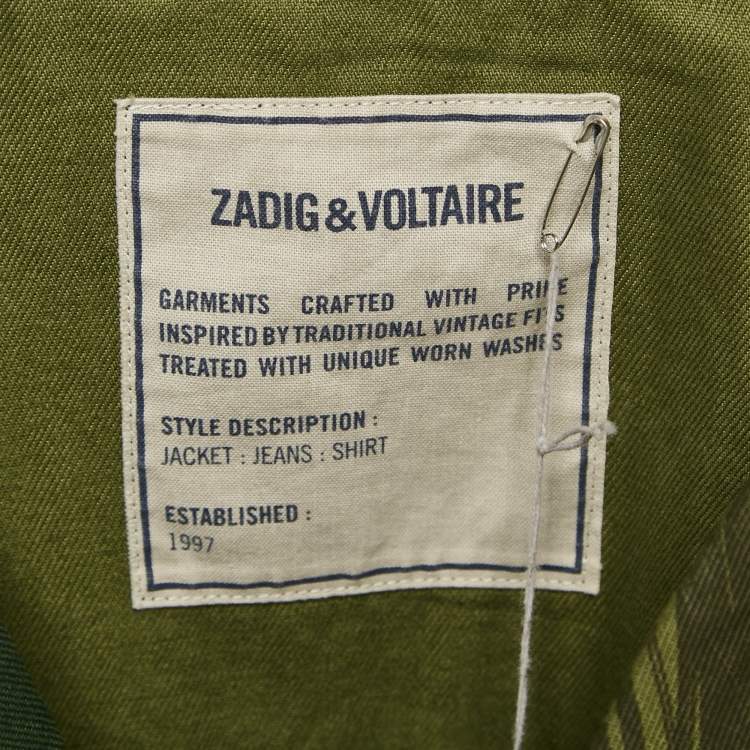 ZADIG&VOLTAIRE
GARMENTS CRAFTED WITH PRIDE
INSPIRED BY TRADITIONAL VINTAGE FITS
TREATED WITH UNIQUE WORN WASHES
STYLE DESCRIPTION :
JACKET : JEANS : SHIRT
ESTABLISHED :
1997